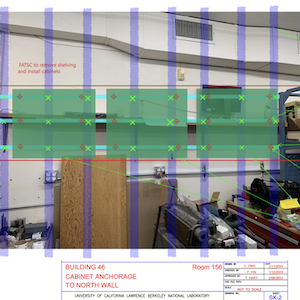 FATSC to remove shelving
and install cabinets
BUILDING 46
Room 156
CABINET ANCHORAGE
TO NORTH WALL
UNIVERSITY OF CALIFORNIA LAWRENCE BERKELEY NATIONAL LABORATORY
NOT TO SCALE
SK-2